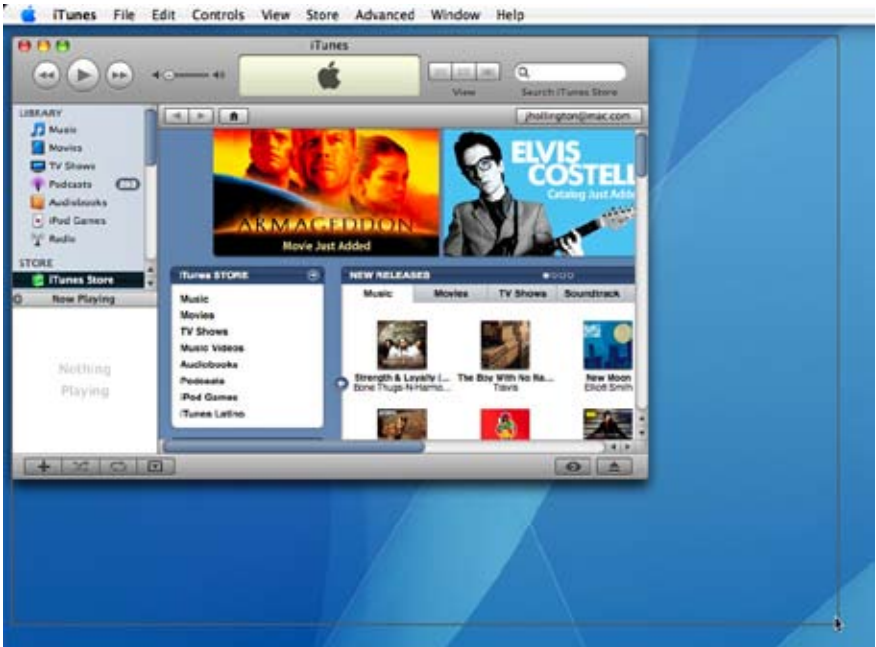 iTunes File Edit Controls View Store Advanced Window Help
iTunes
View
Search iTunes Store
LIBRARY
Music
Movies
TV Shows
Podcasts
Audiobooks
iPod Games
Radio
STORE
iTunes Store
Now Playing
Nothing
Playing
jhollington@mac.com
ARMAGEDDON
Movie Just Added
ELVIS
COSTELL
Catalog Just Adde
iTunes STORE
Music
Movies
TV Shows
Music Videos
Audiobooks
Podcasts
iPod Games
iTunes Latino
NEW RELEASES
Music Movies TV Shows Soundtrack
Strength & Loyalty (...
Bone Thugs-N-Harmo...
The Boy With No Na...
Travis
New Moon
Elliott Smith